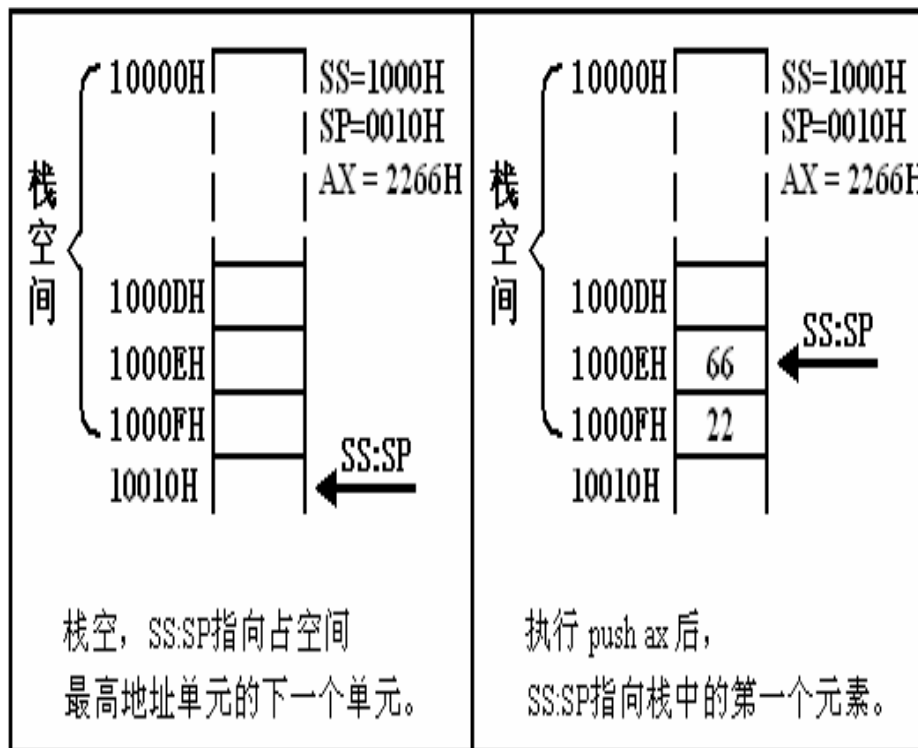 10000H
SS=1000H
SP=0010H
AX = 2266H
栈空间
1000DH
1000EH
1000FH
SS:SP
10010H
栈空，SS:SP指向占空间
最高地址单元的下一个单元。
10000H
SS=1000H
SP=0010H
AX = 2266H
栈空间
1000DH
SS:SP
1000EH
66
1000FH
22
10010H
执行 push ax 后，
SS:SP指向栈中的第一个元素。